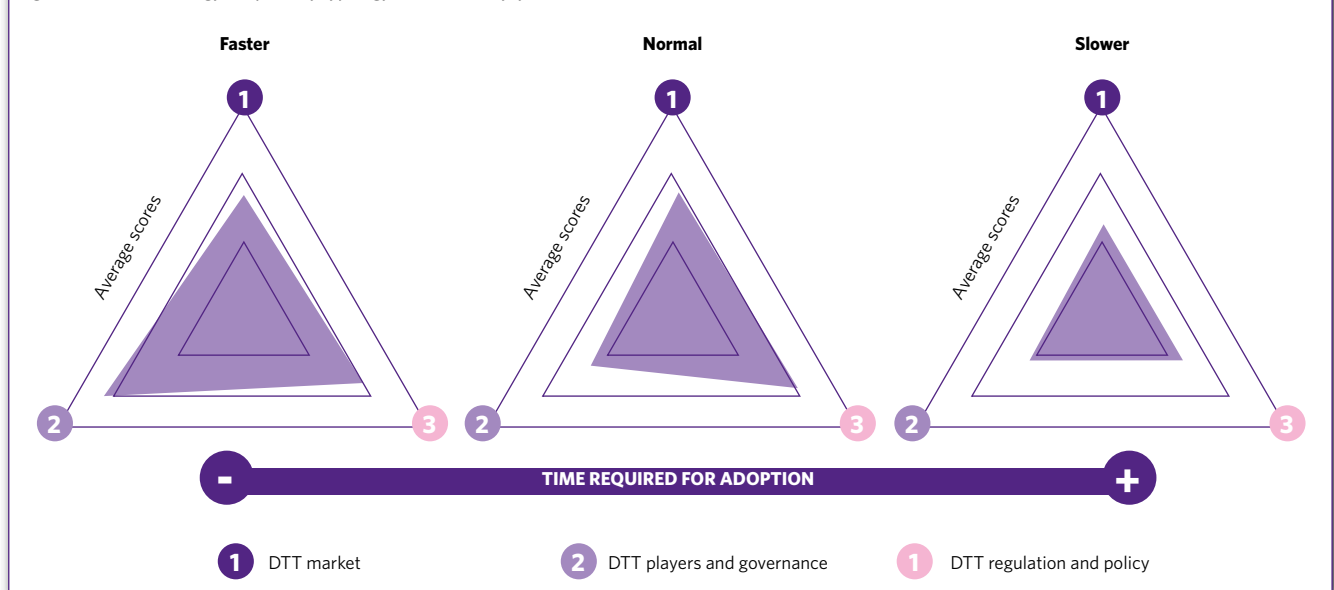 Faster
Normal
Slower
1
1
1
Average scores
Average scores
Average scores
2
3
2
3
2
3
-
TIME REQUIRED FOR ADOPTION
+
1 DTT market
2 DTT players and governance
1 DTT regulation and policy